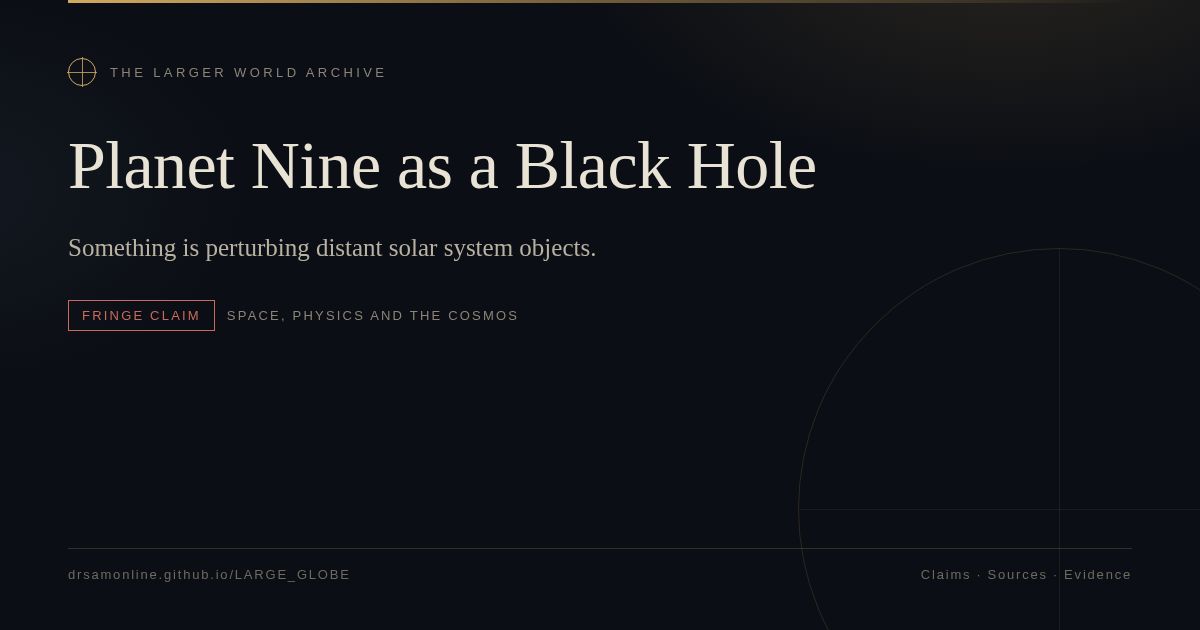 THE LARGER WORLD ARCHIVE
Planet Nine as a Black Hole
Something is perturbing distant solar system objects.
FRINGE CLAIM SPACE, PHYSICS AND THE COSMOS
drsamonline.github.io/LARGE_GLOBE Claims · Sources · Evidence